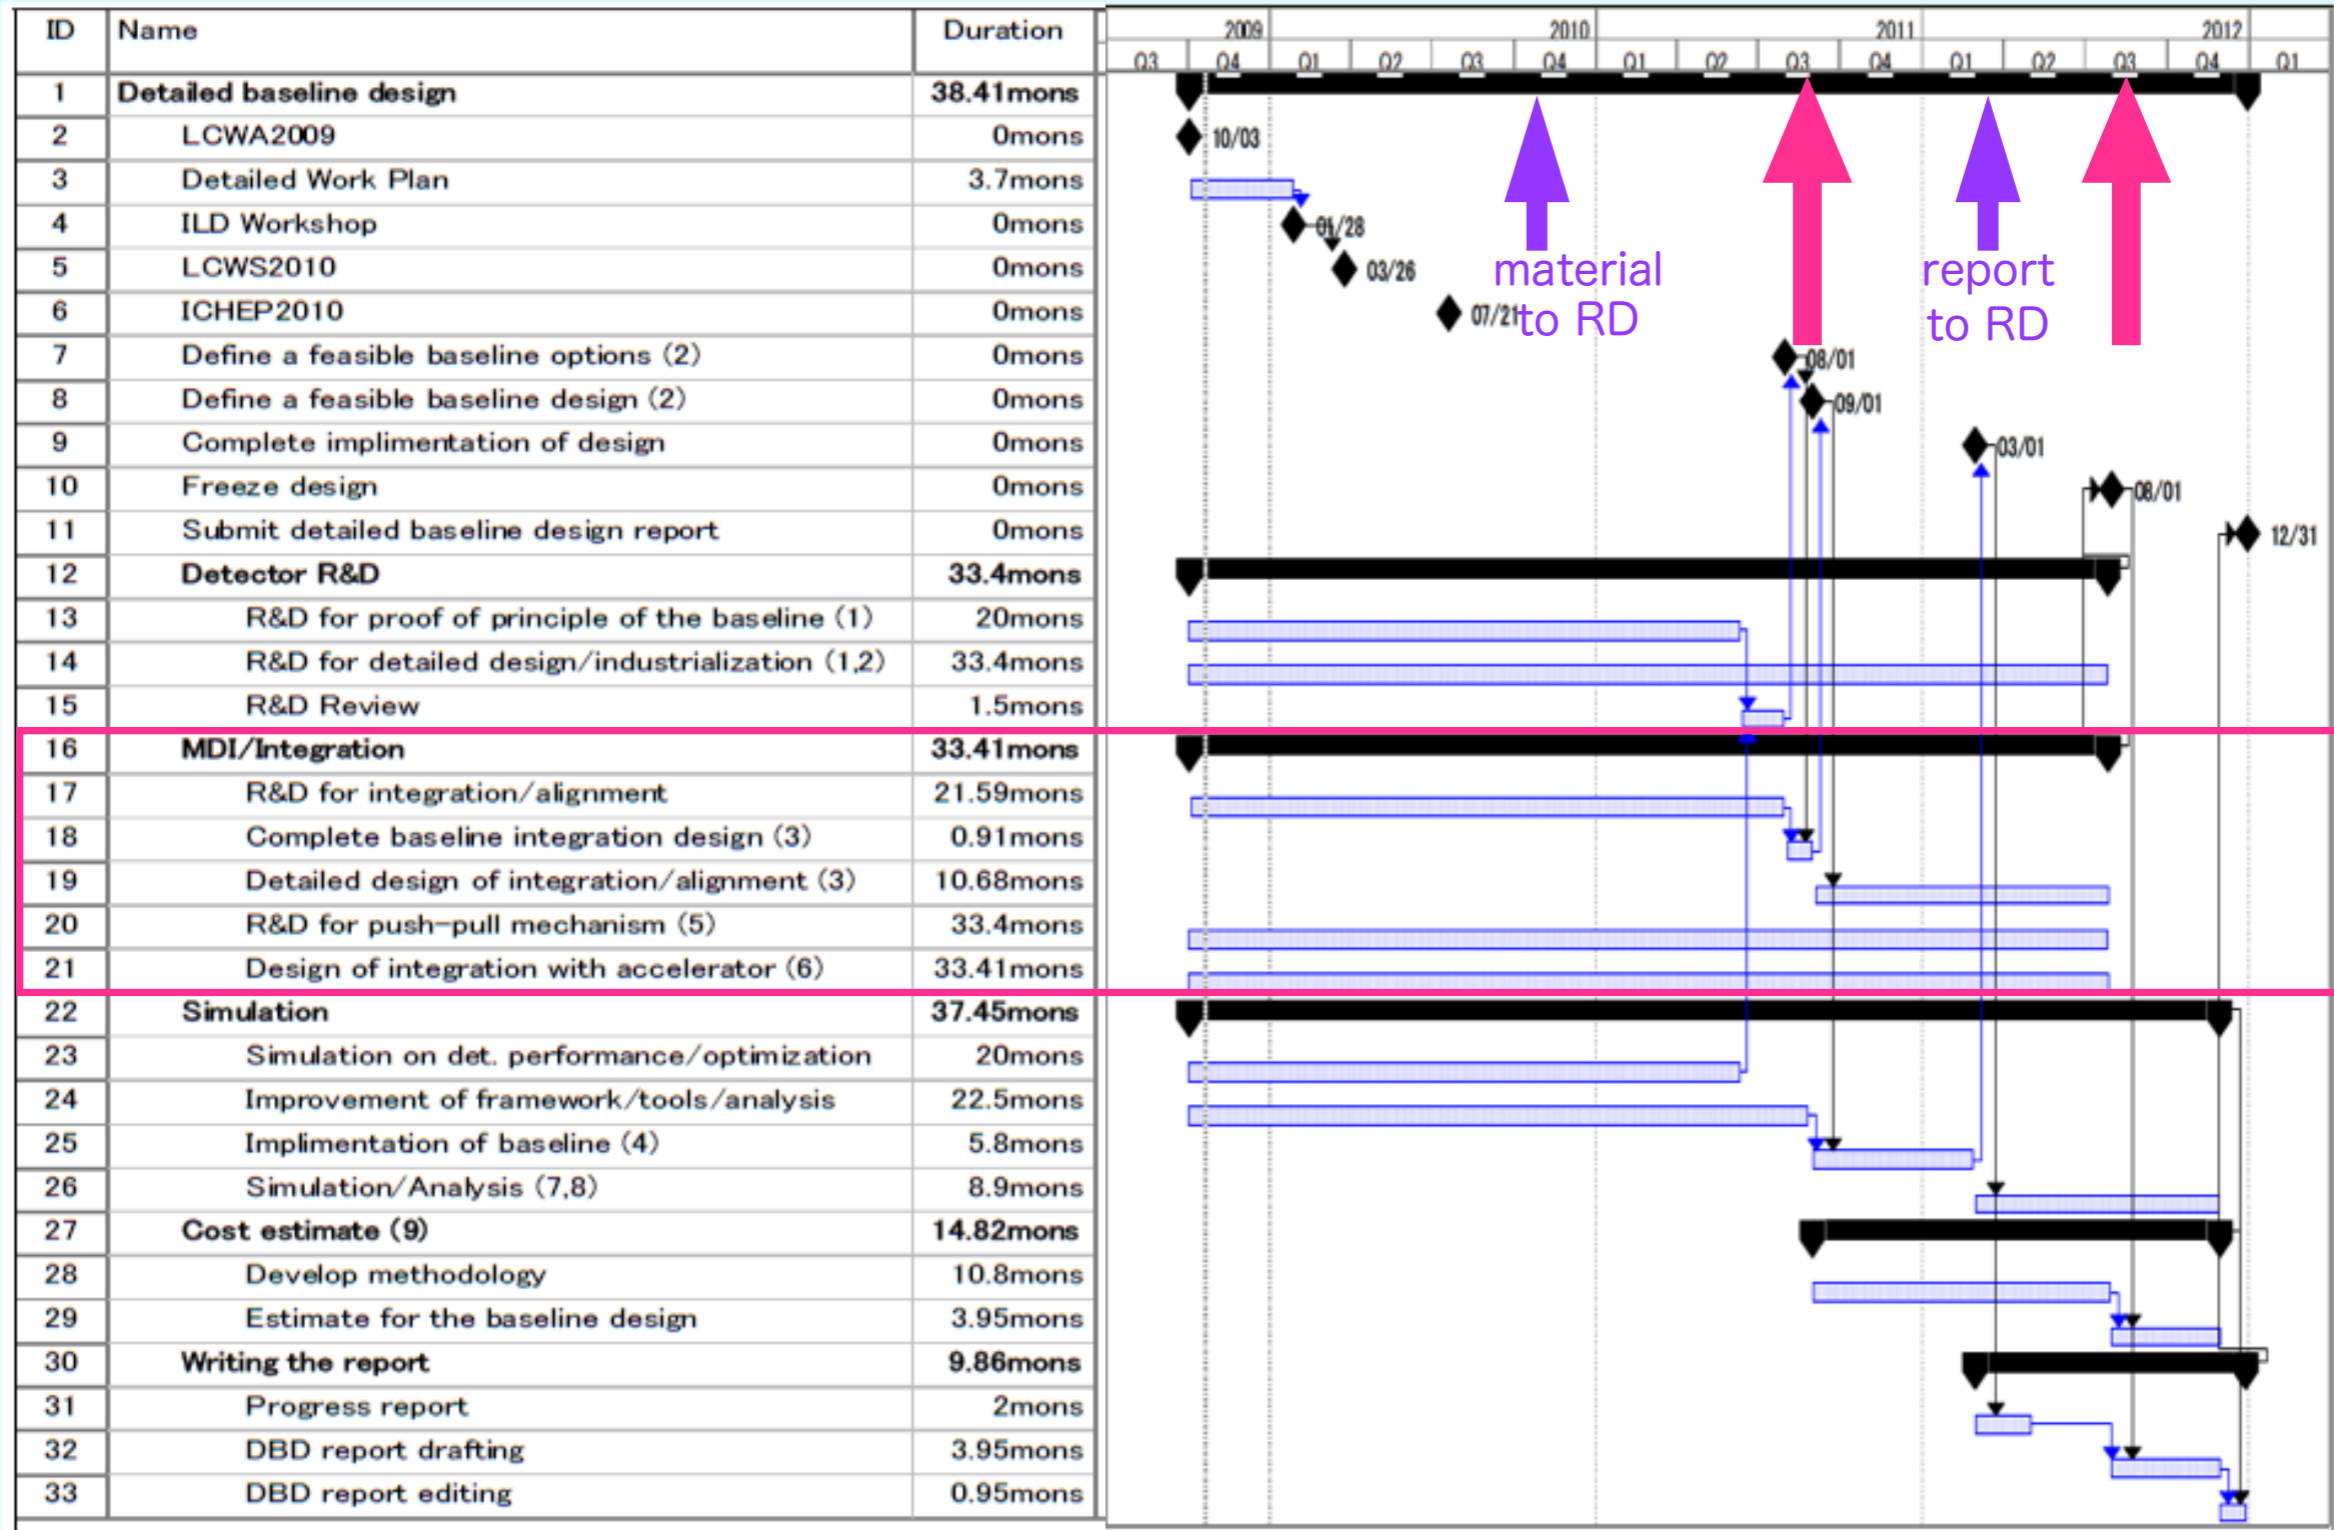 ID Name Duration 2009 2010 2011 2012
Q3 Q4 Q1 Q2 Q3 Q4 Q1 Q2 Q3 Q4 Q1 Q2 Q3 Q4 Q1
1 Detailed baseline design 38.41mons
2 LCWA2009 0mons 10/03
3 Detailed Work Plan 3.7mons
4 ILD Workshop 0mons 01/28
5 LCWS2010 0mons 03/26
6 ICHEP2010 0mons 07/21
material
to RD
report
to RD
7 Define a feasible baseline options (2) 0mons 08/01
8 Define a feasible baseline design (2) 0mons 09/01
9 Complete implimentation of design 0mons 03/01
10 Freeze design 0mons 08/01
11 Submit detailed baseline design report 0mons 12/31
12 Detector R&D 33.4mons
13 R&D for proof of principle of the baseline (1) 20mons
14 R&D for detailed design/industrialization (1,2) 33.4mons
15 R&D Review 1.5mons
16 MDI/Integration 33.41mons
17 R&D for integration/alignment 21.59mons
18 Complete baseline integration design (3) 0.91mons
19 Detailed design of integration/alignment (3) 10.68mons
20 R&D for push-pull mechanism (5) 33.4mons
21 Design of integration with accelerator (6) 33.41mons
22 Simulation 37.45mons
23 Simulation on det. performance/optimization 20mons
24 Improvement of framework/tools/analysis 22.5mons
25 Implimentation of baseline (4) 5.8mons
26 Simulation/Analysis (7,8) 8.9mons
27 Cost estimate (9) 14.82mons
28 Develop methodology 10.8mons
29 Estimate for the baseline design 3.95mons
30 Writing the report 9.86mons
31 Progress report 2mons
32 DBD report drafting 3.95mons
33 DBD report editing 0.95mons